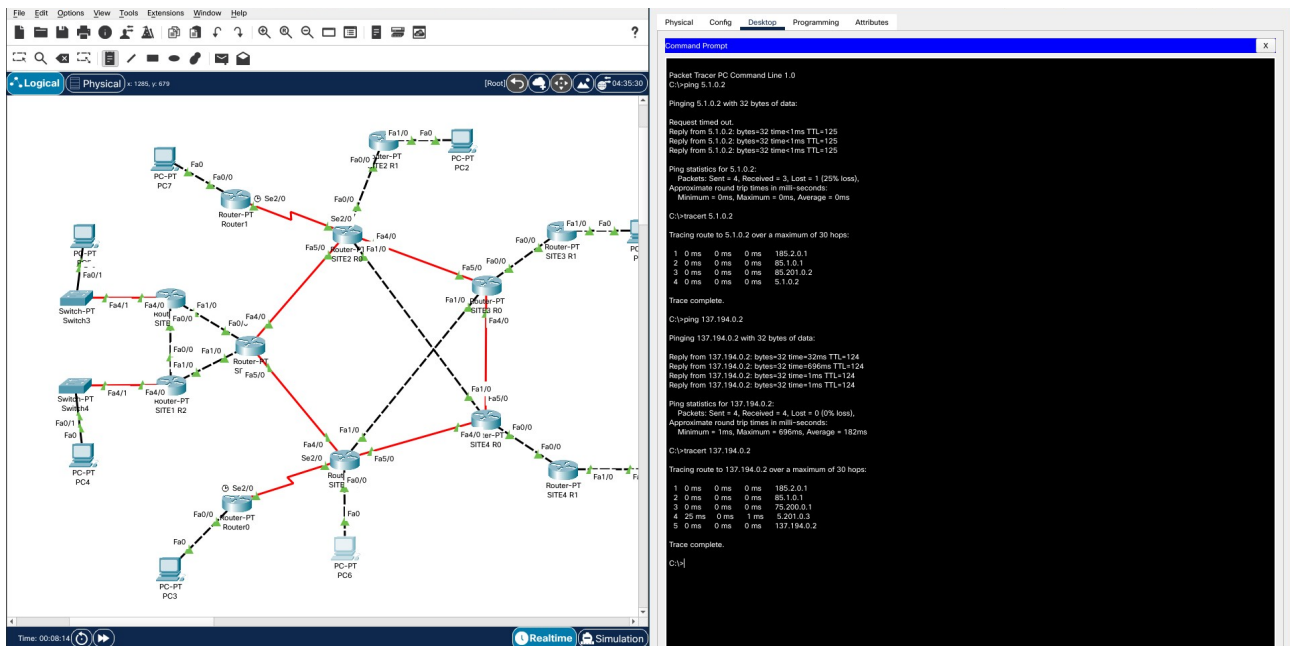 File Edit Options View Tools Extensions Window Help
?
Logical Physical x: 1285, y: 679 [Root] 04:35:30
Fa1/0 Fa0
Fa0/0
PC-PT
PC2
Fa0
PC-PT
PC7
Fa0/0
Se2/0
Router-PT
Router1
Fa0/0
Se2/0
Fa4/0
Fa5/0
Fa1/0
SITE2 R0
Fa1/0 Fa0
Fa0/0
Router-PT
SITE3 R1
Fa0/0
Fa5/0
Fa1/0
SITE3 R0
Fa4/0
PC-PT
Fa0/1
Switch-PT
Switch3
Fa4/1
Fa4/0
Fa1/0
Fa0/0
Fa4/0
Fa0/0
Fa1/0
Fa1/0
Router-PT
Fa5/0
Switch-PT
Switch4
Fa4/1
Fa4/0
Router-PT
SITE1 R2
Fa0/1
Fa0
PC-PT
PC4
Fa1/0
Fa5/0
Fa4/0
SITE4 R0
Fa0/0
Fa0/0
Router-PT
SITE4 R1
Fa1/0
Fa1/0
Fa4/0
Se2/0
Fa5/0
Fa0/0
Se2/0
Fa0/0
Router-PT
Router0
Fa0
PC-PT
PC3
Fa0
PC-PT
PC6
Time: 00:08:14 Realtime Simulation
Physical Config Desktop Programming Attributes
Command Prompt X
Packet Tracer PC Command Line 1.0
C:\>ping 5.1.0.2
Pinging 5.1.0.2 with 32 bytes of data:
Request timed out.
Reply from 5.1.0.2: bytes=32 time<1ms TTL=125
Reply from 5.1.0.2: bytes=32 time<1ms TTL=125
Reply from 5.1.0.2: bytes=32 time<1ms TTL=125
Ping statistics for 5.1.0.2:
Packets: Sent = 4, Received = 3, Lost = 1 (25% loss),
Approximate round trip times in milli-seconds:
Minimum = 0ms, Maximum = 0ms, Average = 0ms
C:\>tracert 5.1.0.2
Tracing route to 5.1.0.2 over a maximum of 30 hops:
1 0 ms 0 ms 0 ms 185.2.0.1
2 0 ms 0 ms 0 ms 85.1.0.1
3 0 ms 0 ms 0 ms 85.201.0.2
4 0 ms 0 ms 0 ms 5.1.0.2
Trace complete.
C:\>ping 137.194.0.2
Pinging 137.194.0.2 with 32 bytes of data:
Reply from 137.194.0.2: bytes=32 time=32ms TTL=124
Reply from 137.194.0.2: bytes=32 time=696ms TTL=124
Reply from 137.194.0.2: bytes=32 time=1ms TTL=124
Reply from 137.194.0.2: bytes=32 time=1ms TTL=124
Ping statistics for 137.194.0.2:
Packets: Sent = 4, Received = 4, Lost = 0 (0% loss),
Approximate round trip times in milli-seconds:
Minimum = 1ms, Maximum = 696ms, Average = 182ms
C:\>tracert 137.194.0.2
Tracing route to 137.194.0.2 over a maximum of 30 hops:
1 0 ms 0 ms 0 ms 185.2.0.1
2 0 ms 0 ms 0 ms 85.1.0.1
3 0 ms 0 ms 0 ms 75.200.0.1
4 25 ms 0 ms 1 ms 5.201.0.3
5 0 ms 0 ms 0 ms 137.194.0.2
Trace complete.
C:\>